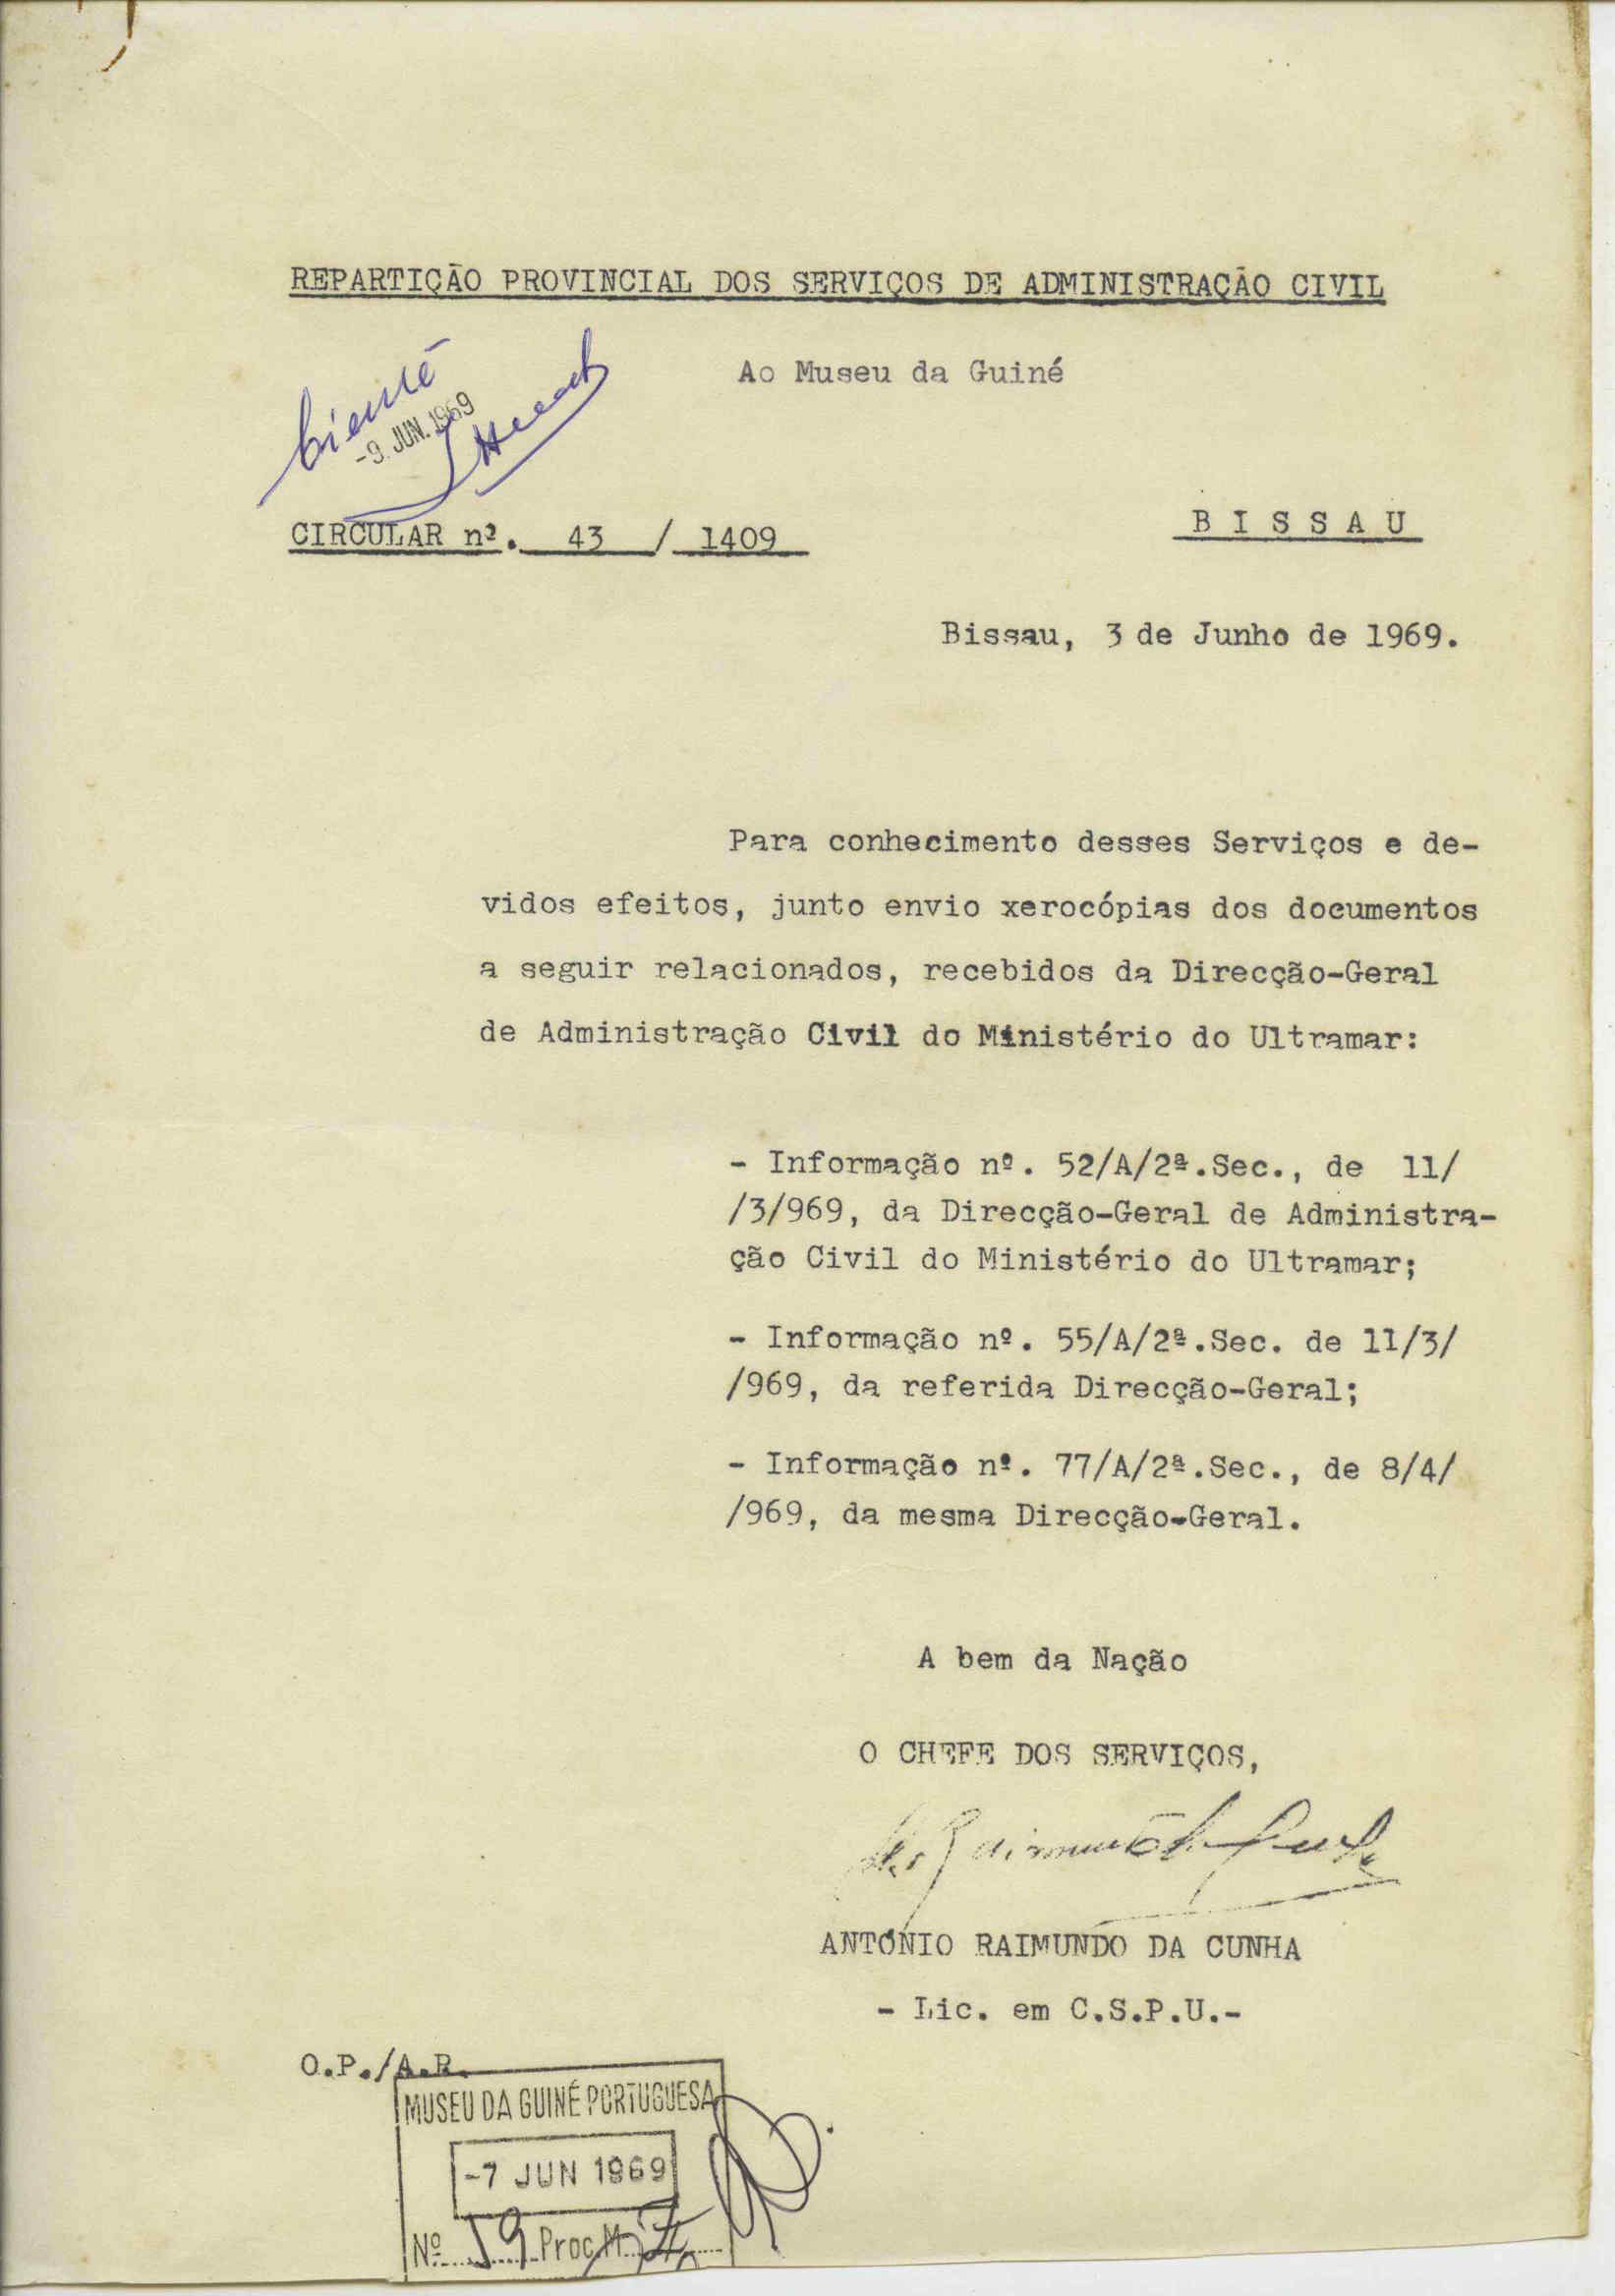 REPARTIÇÃO PROVINCIAL DOS SERVIÇOS DE ADMINISTRAÇÃO CIVIL
Ao Museu da Guiné
Ciente
-9. JUN. 1969
CIRCULAR nº. 43 / 1409
B I S S A U
Bissau, 3 de Junho de 1969.
Para conhecimento desses Serviços e de-
vidos efeitos, junto envio xerocópias dos documentos
a seguir relacionados, recebidos da Direcção-Geral
de Administração Civil do Ministério do Ultramar:
- Informação nº. 52/A/2ª.Sec., de 11/
/3/969, da Direcção-Geral de Administra-
ção Civil do Ministério do Ultramar;
- Informação nº. 55/A/2ª.Sec. de 11/3/
/969, da referida Direcção-Geral;
- Informação nº. 77/A/2ª.Sec., de 8/4/
/969, da mesma Direcção-Geral.
A bem da Nação
O CHEFE DOS SERVIÇOS,
ANTÓNIO RAIMUNDO DA CUNHA
- Lic. em C.S.P.U.-
O.P./A.R.
MUSEU DA GUINÉ PORTUGUESA
-7 JUN 1969
Nº 59 Proc.